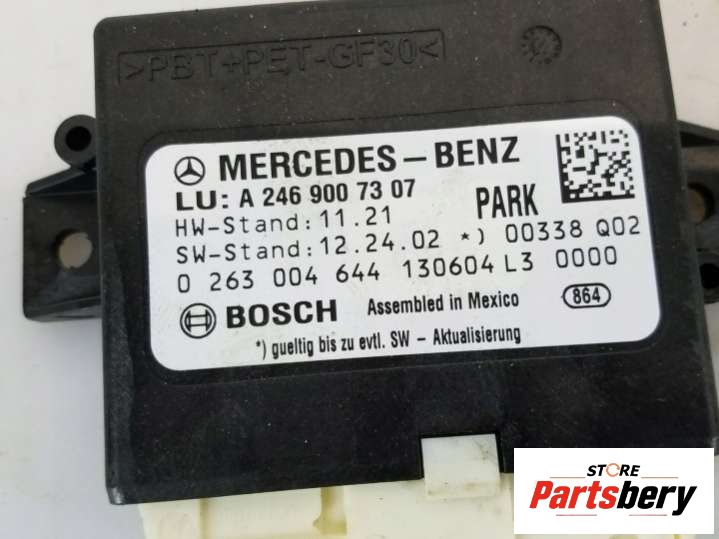 >PBT+PET-GF30<
MERCEDES-BENZ
LU: A 246 900 73 07 PARK
HW-Stand: 11.21
SW-Stand: 12.24.02 *) 00338 Q02
0 263 004 644 130604 L3 0000
BOSCH Assembled in Mexico 864
*) gueltig bis zu evtl. SW - Aktualisierung
STORE
Partsbery